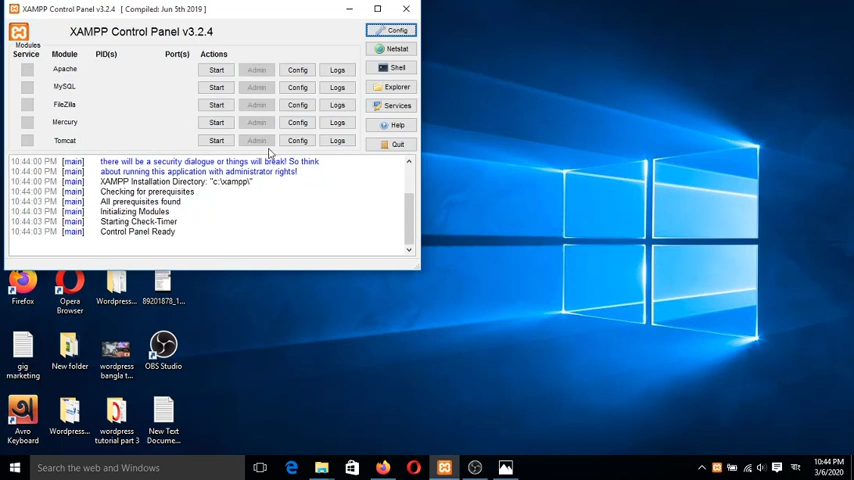 XAMPP Control Panel v3.2.4 [ Compiled: Jun 5th 2019 ]
XAMPP Control Panel v3.2.4
Config
Modules
Service Module PID(s) Port(s) Actions
Netstat
Apache Start Admin Config Logs
Shell
MySQL Start Admin Config Logs
Explorer
FileZilla Start Admin Config Logs
Services
Mercury Start Admin Config Logs
Help
Tomcat Start Admin Config Logs
Quit
10:44:00 PM [main] there will be a security dialogue or things will break! So think
10:44:00 PM [main] about running this application with administrator rights!
10:44:00 PM [main] XAMPP Installation Directory: "c:\xampp\"
10:44:00 PM [main] Checking for prerequisites
10:44:03 PM [main] All prerequisites found
10:44:03 PM [main] Initializing Modules
10:44:03 PM [main] Starting Check-Timer
10:44:03 PM [main] Control Panel Ready
Firefox
Opera
Browser
Wordpress...
89201878_1...
gig
marketing
New folder
wordpress
bangla t...
OBS Studio
Avro
Keyboard
Wordpress...
wordpress
tutorial part 3
New Text
Docume...
Search the web and Windows
বাং
10:44 PM
3/6/2020